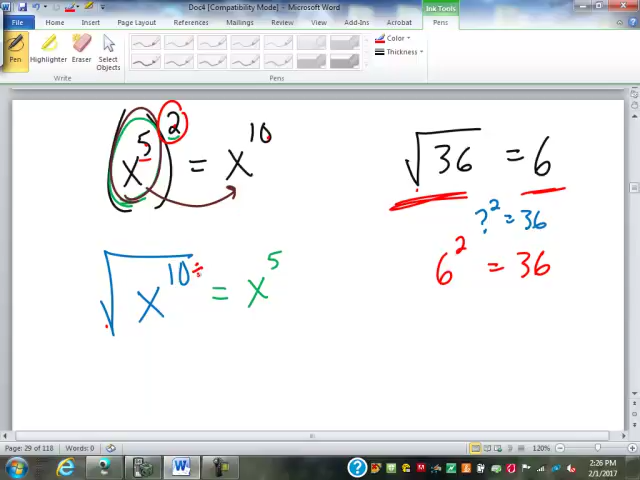 Doc4 [Compatibility Mode] - Microsoft Word
Ink Tools
File Home Insert Page Layout References Mailings Review View Add-Ins Acrobat Pens
Pen Highlighter Eraser Select Objects
Color
Thickness
Write Pens
(x^5)^2 = x^10
√36 = 6
?^2 = 36
6^2 = 36
√x^10÷ = x^5
Page: 29 of 118 Words: 0 120%
2:26 PM
2/1/2017